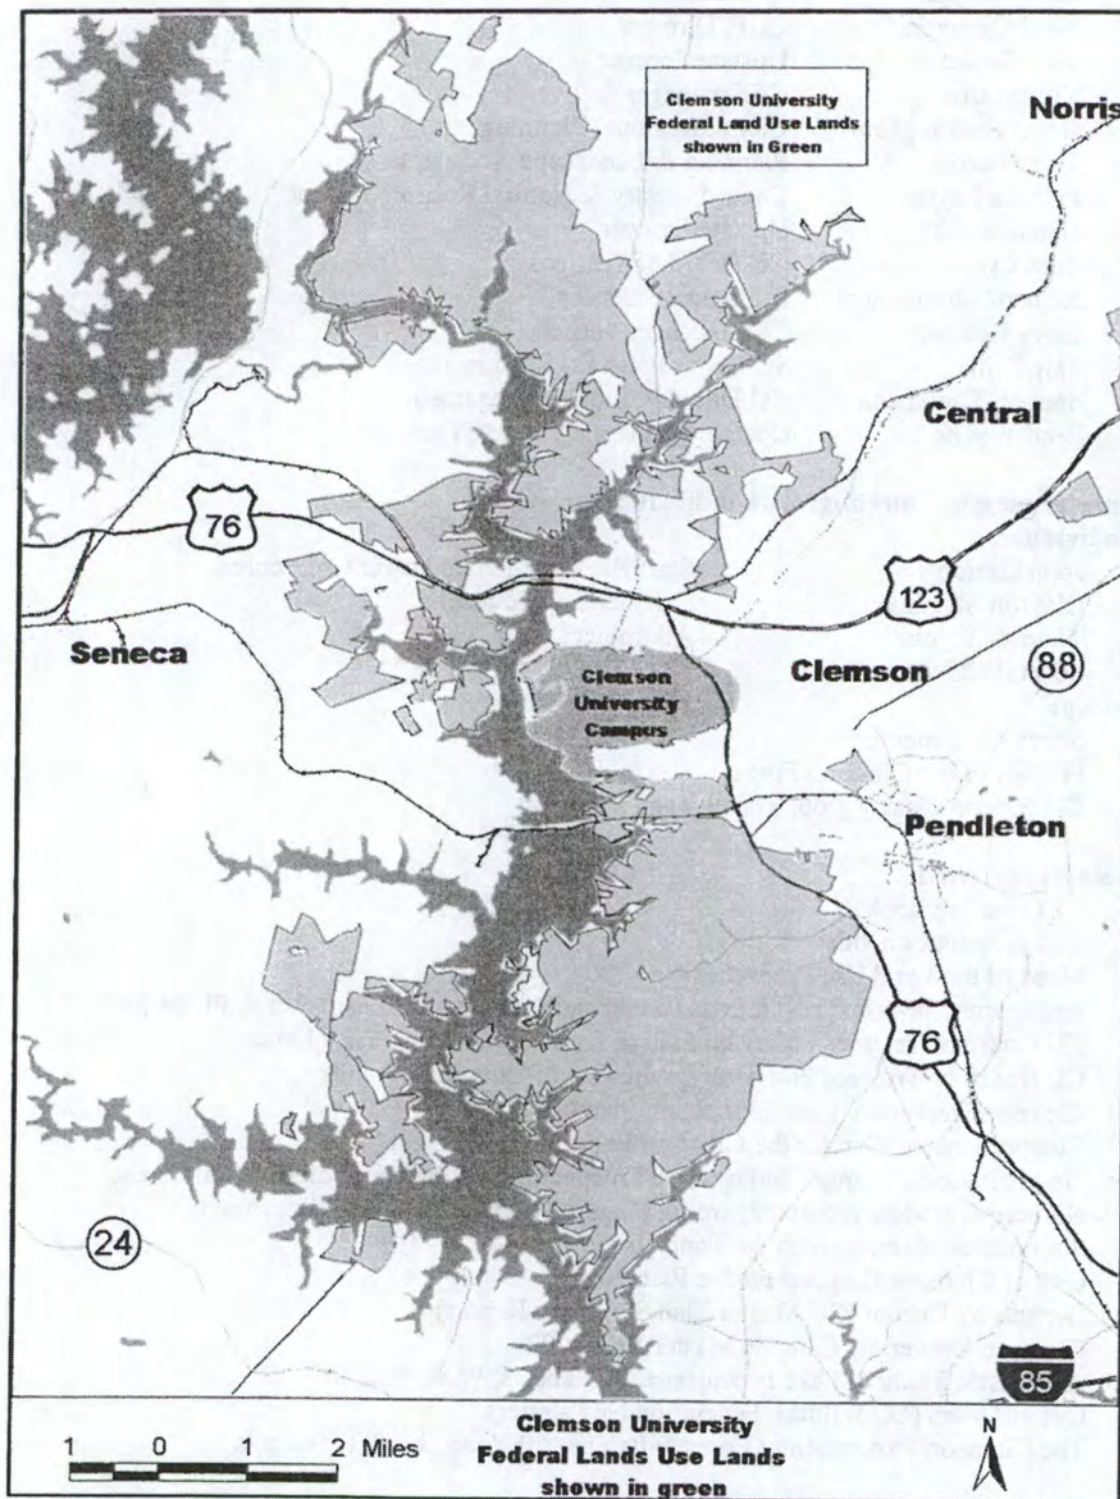 Clemson University
Federal Land Use Lands
shown in Green
Norris
Central
76
123
Seneca
Clemson
University
Campus
Clemson
88
Pendleton
76
24
85
1 0 1 2 Miles
Clemson University
Federal Lands Use Lands
shown in green
N